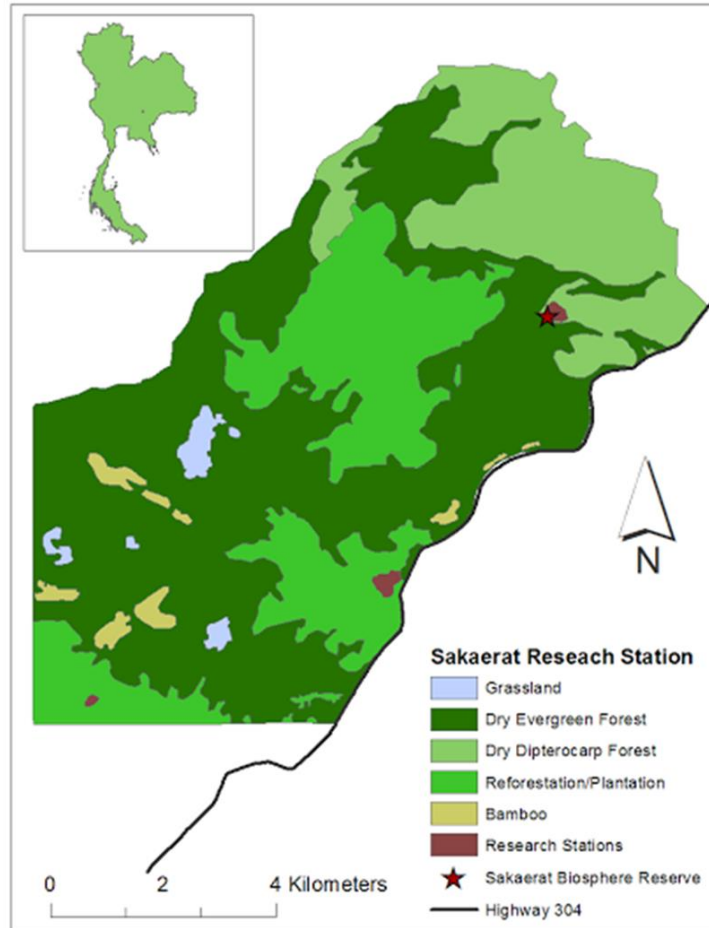 N
Sakaerat Reseach Station
Grassland
Dry Evergreen Forest
Dry Dipterocarp Forest
Reforestation/Plantation
Bamboo
Research Stations
Sakaerat Biosphere Reserve
Highway 304
0 2 4 Kilometers